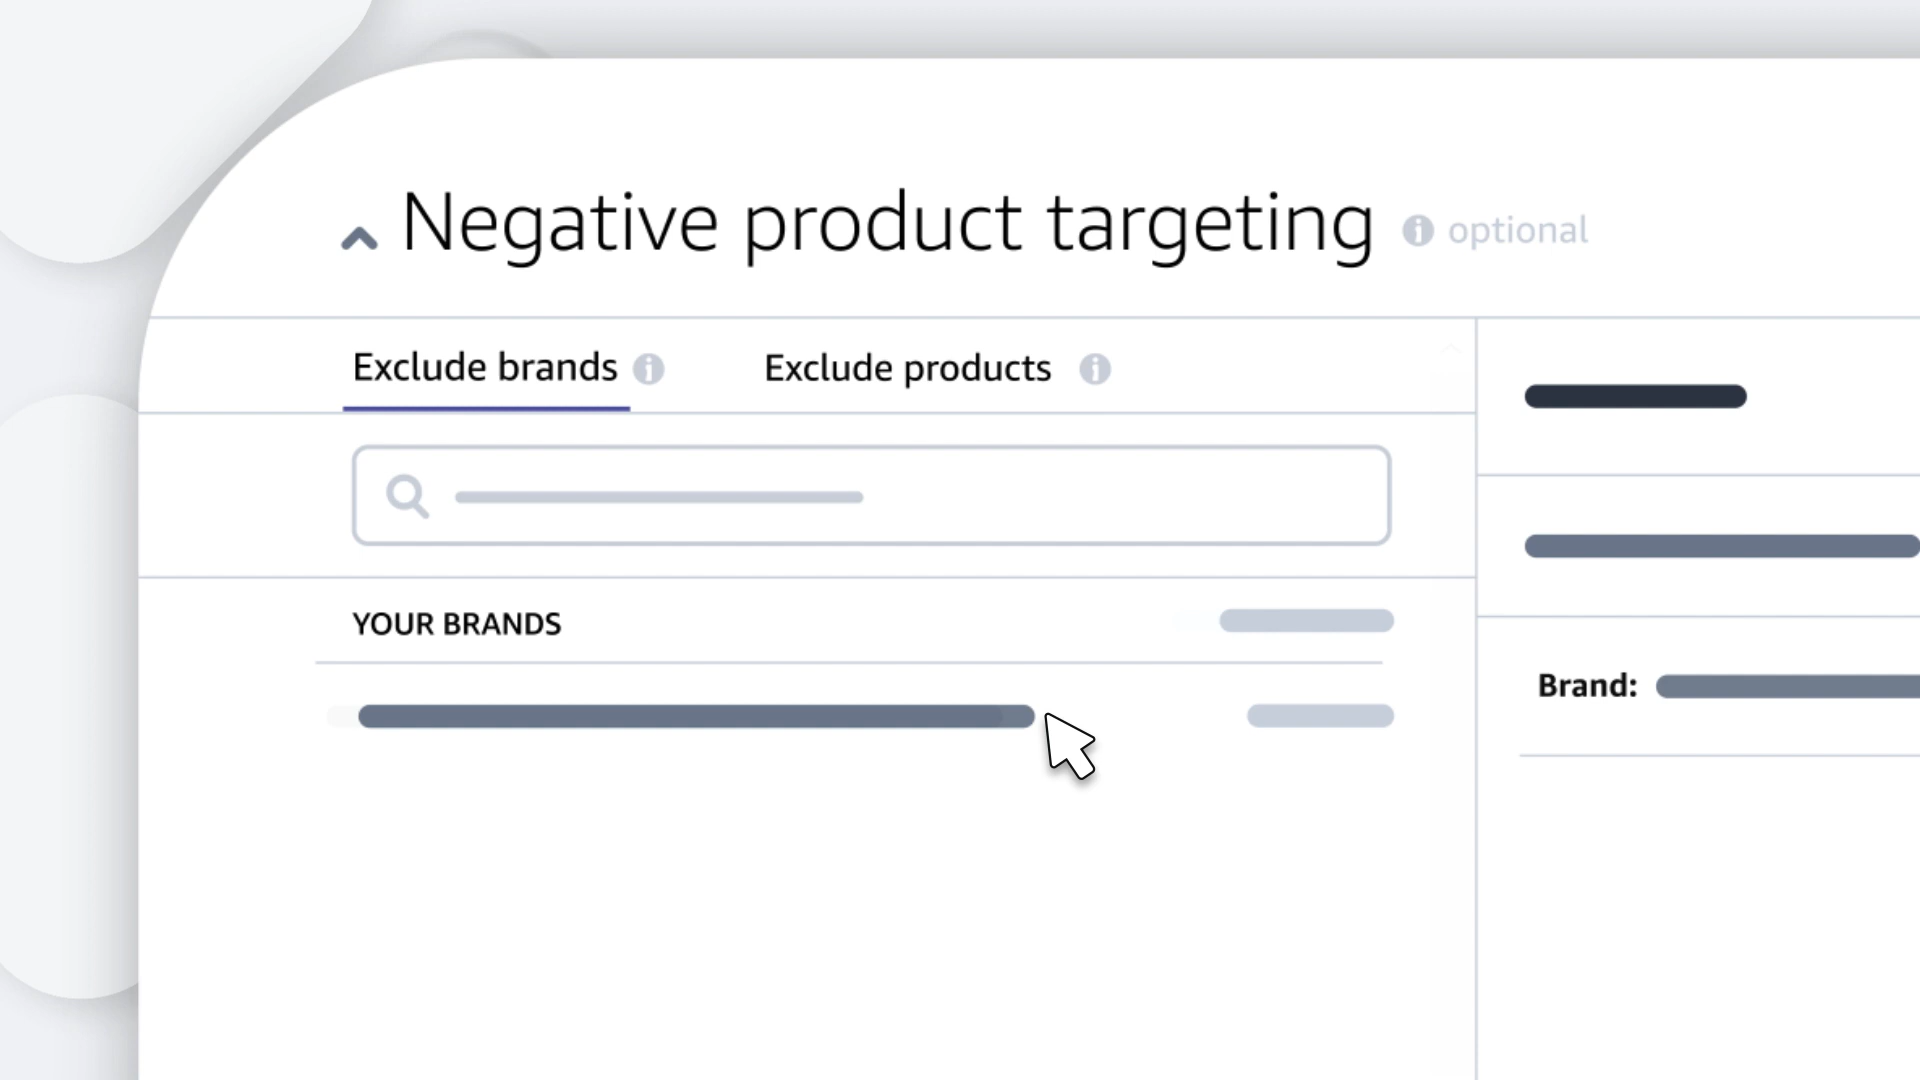 Negative product targeting optional
Exclude brands Exclude products
YOUR BRANDS
Brand: